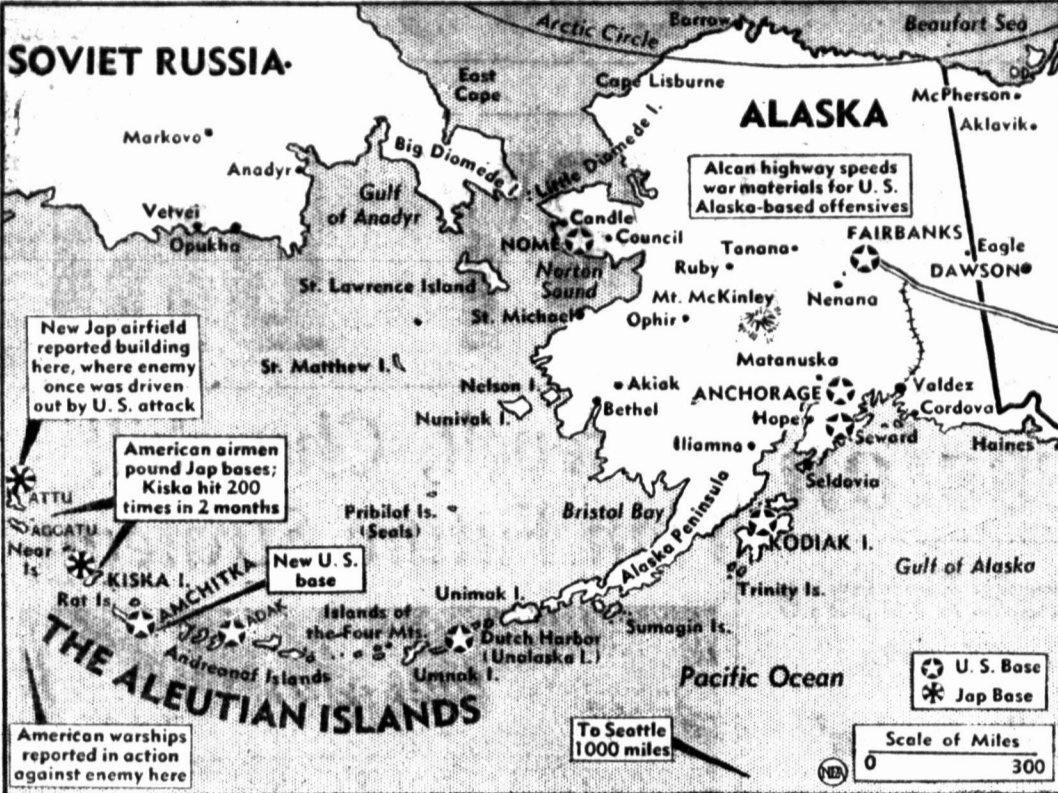 SOVIET RUSSIA
Arctic Circle
Barrow
Beaufort Sea
East
Cape
Cape Lisburne
ALASKA
McPherson
Aklavik
Markovo
Anadyr
Big Diomede I.
Little Diomede I.
Alcan highway speeds
war materials for U. S.
Alaska-based offensives
Gulf
of Anadyr
Vetvei
Opukha
Candle
NOME
Council
Norton
Sound
Tanana
Ruby
FAIRBANKS
Eagle
DAWSON
Nenana
St. Lawrence Island
St. Michael
Mt. McKinley
Ophir
New Jap airfield
reported building
here, where enemy
once was driven
out by U. S. attack
St. Matthew I.
Nelson I.
Nunivak I.
Akiak
Bethel
Matanuska
ANCHORAGE
Hope
Valdez
Cordova
Seward
Haines
Iliamna
Seldovia
American airmen
pound Jap bases;
Kiska hit 200
times in 2 months
ATTU
AGGATU
Near
Is
Pribilof Is.
(Seals)
Bristol Bay
Alaska Peninsula
KODIAK I.
Trinity Is.
Gulf of Alaska
KISKA I.
Rat Is.
AMCHITKA
New U. S.
base
ADAK
Andreanof Islands
Islands of
the Four Mts.
Unimak I.
Dutch Harbor
(Unalaska I.)
Umnak I.
Sumagin Is.
THE ALEUTIAN ISLANDS
Pacific Ocean
American warships
reported in action
against enemy here
To Seattle
1000 miles
U. S. Base
Jap Base
Scale of Miles
0 300
NEA